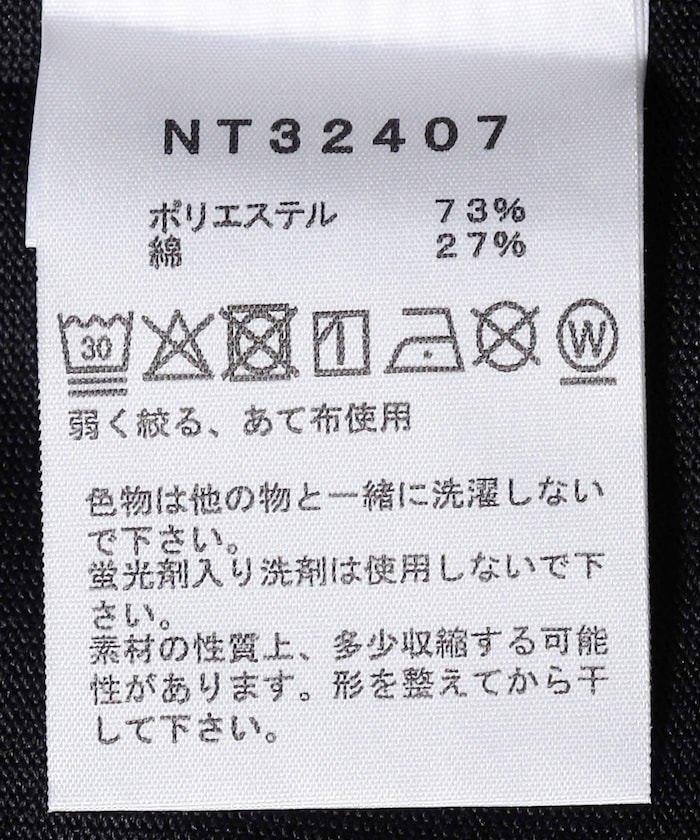 NT32407
ポリエステル 73%
綿 27%
30 W
弱く絞る、あて布使用
色物は他の物と一緒に洗濯しない
で下さい。
蛍光剤入り洗剤は使用しないで下
さい。
素材の性質上、多少収縮する可能
性があります。形を整えてから干
して下さい。